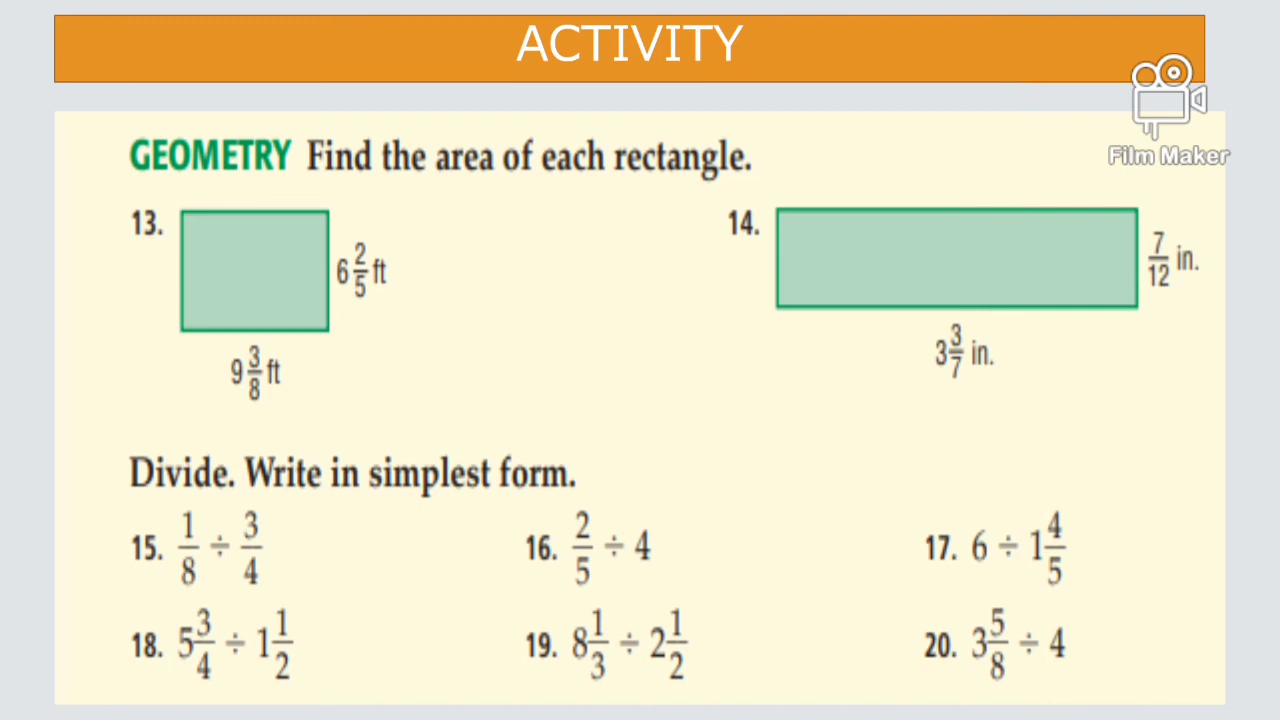 ACTIVITY
Film Maker
GEOMETRY Find the area of each rectangle.
13. 6 2/5 ft
9 3/8 ft
14. 7/12 in.
3 3/7 in.
Divide. Write in simplest form.
15. 1/8 ÷ 3/4 16. 2/5 ÷ 4 17. 6 ÷ 1 4/5
18. 5 3/4 ÷ 1 1/2 19. 8 1/3 ÷ 2 1/2 20. 3 5/8 ÷ 4